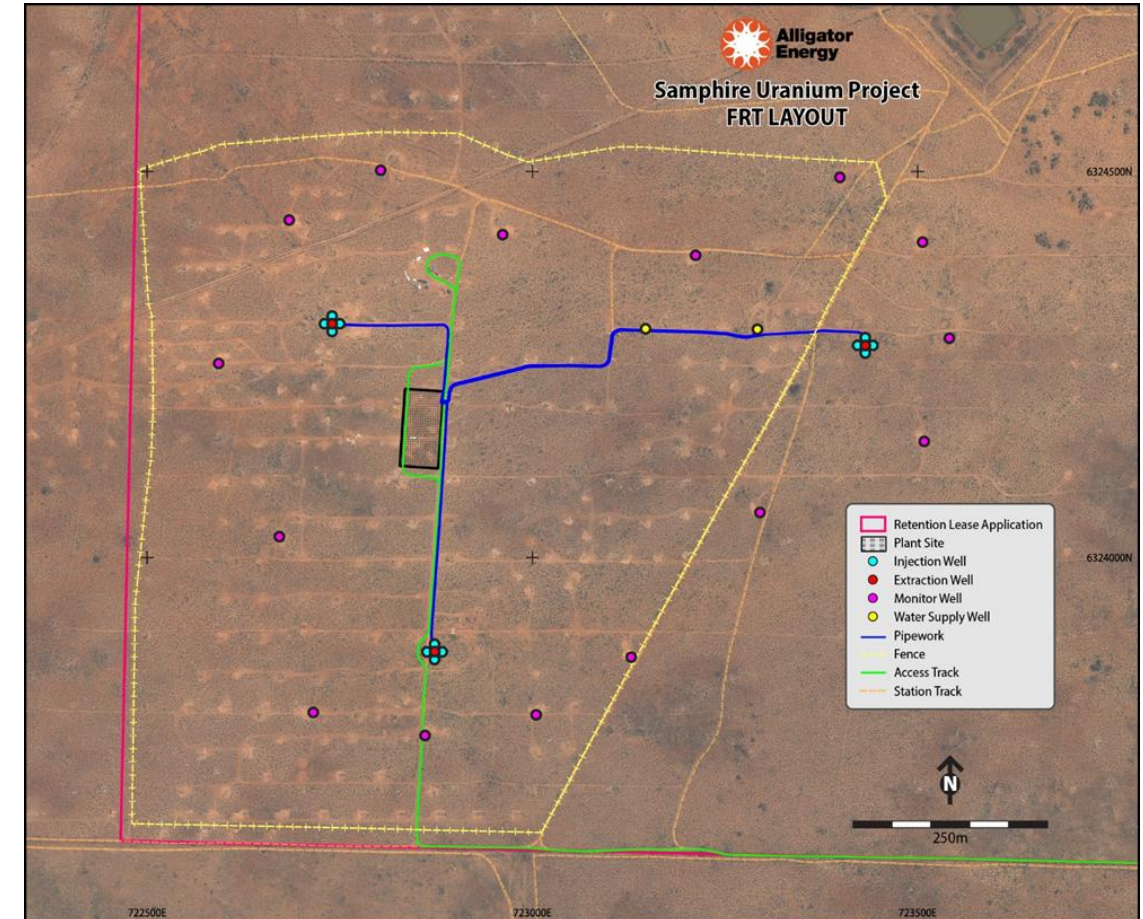 Alligator
Energy
Samphire Uranium Project
FRT LAYOUT
6324500N
Retention Lease Application
Plant Site
Injection Well
Extraction Well
6324000N
Monitor Well
Water Supply Well
Pipework
Fence
Access Track
Station Track
N
250m
722500E
723000E
723500E